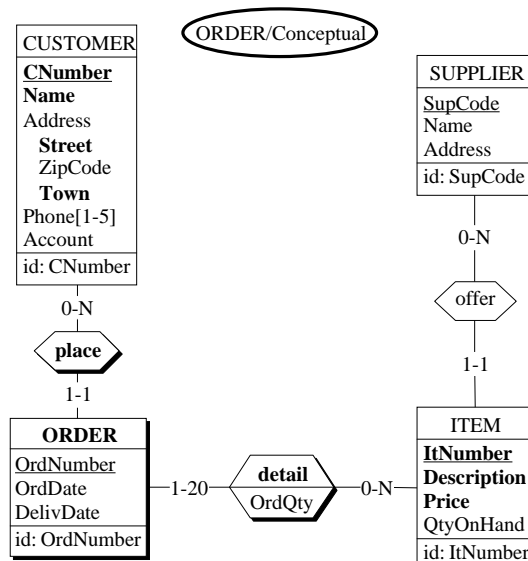 ORDER/Conceptual
CUSTOMER
CNumber
Name
Address
Street
ZipCode
Town
Phone[1-5]
Account
id: CNumber
0-N
place
1-1
ORDER
OrdNumber
OrdDate
DelivDate
id: OrdNumber
1-20
detail
OrdQty
0-N
SUPPLIER
SupCode
Name
Address
id: SupCode
0-N
offer
1-1
ITEM
ItNumber
Description
Price
QtyOnHand
id: ItNumber